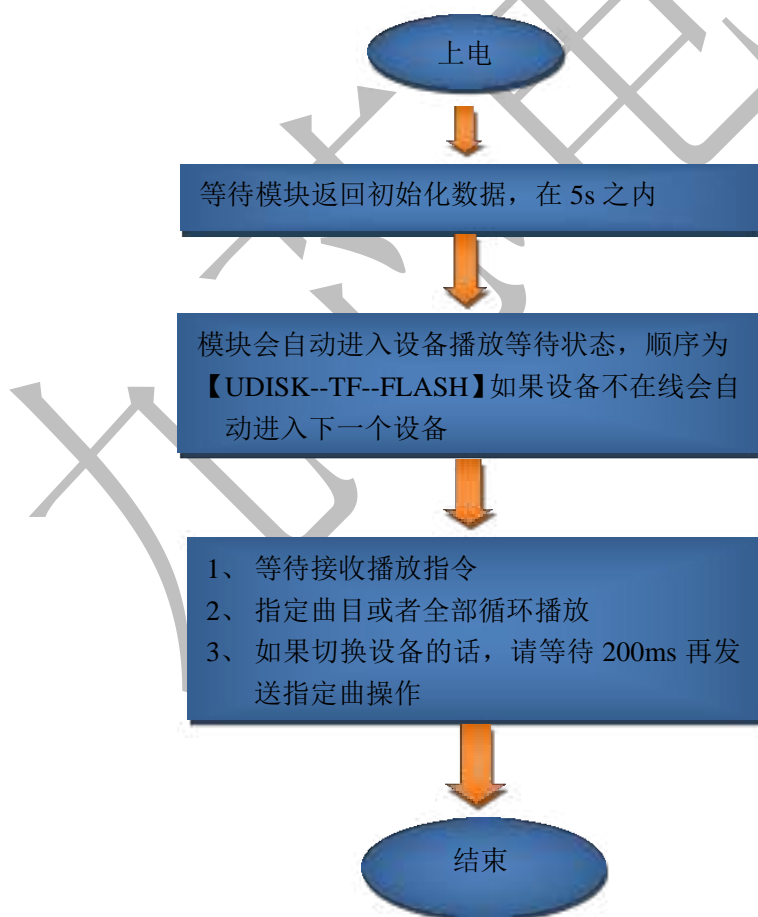 上电
等待模块返回初始化数据，在 5s 之内
模块会自动进入设备播放等待状态，顺序为
【UDISK--TF--FLASH】如果设备不在线会自
动进入下一个设备
1、 等待接收播放指令
2、 指定曲目或者全部循环播放
3、 如果切换设备的话，请等待 200ms 再发
送指定曲操作
结束